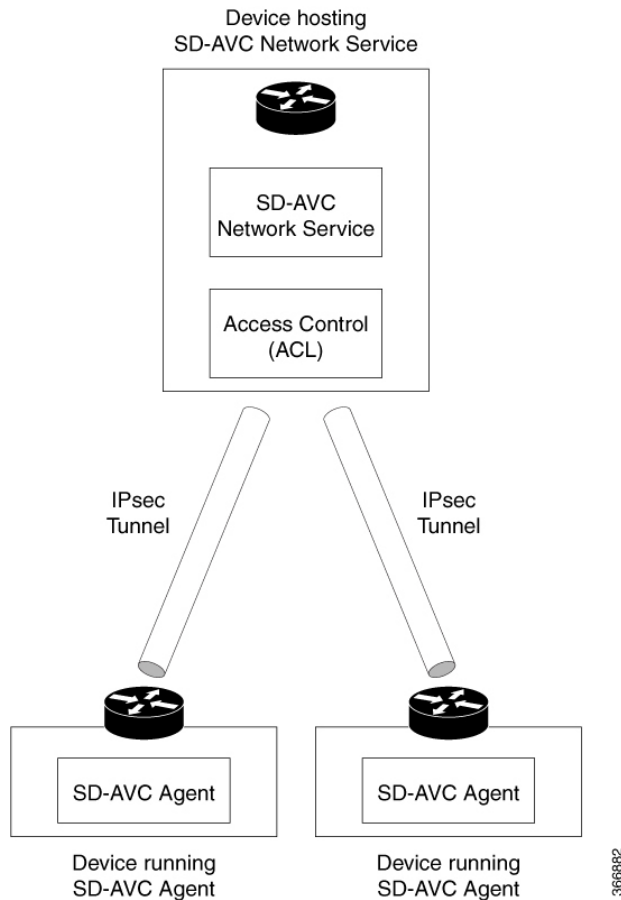 Device hosting
SD-AVC Network Service
SD-AVC
Network Service
Access Control
(ACL)
IPsec
Tunnel
IPsec
Tunnel
SD-AVC Agent
SD-AVC Agent
Device running
SD-AVC Agent
Device running
SD-AVC Agent
366882